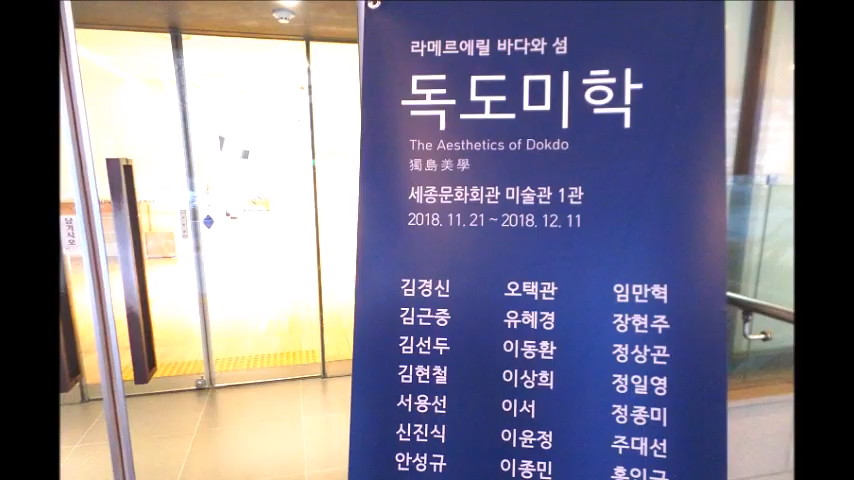 라메르에릴 바다와 섬
독도미학
The Aesthetics of Dokdo
獨島美學
세종문화회관 미술관 1관
2018. 11. 21 ~ 2018. 12. 11
김경신 오택관 임만혁
김근중 유혜경 장현주
김선두 이동환 정상곤
김현철 이상희 정일영
서용선 이서 정종미
신진식 이윤정 주대선
안성규 이종민